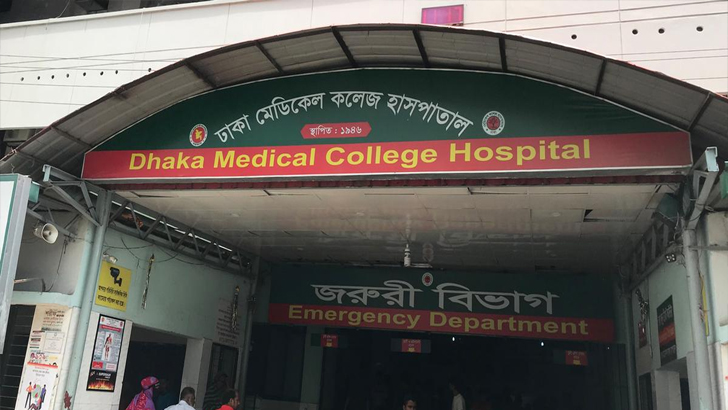 ঢাকা মেডিকেল কলেজ হাসপাতাল
স্থাপিত : ১৯৪৬
Dhaka Medical College Hospital
জরুরী বিভাগ
Emergency Department